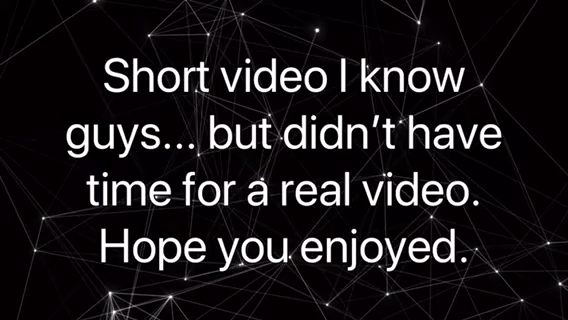 Short video I know
guys... but didn’t have
time for a real video.
Hope you enjoyed.